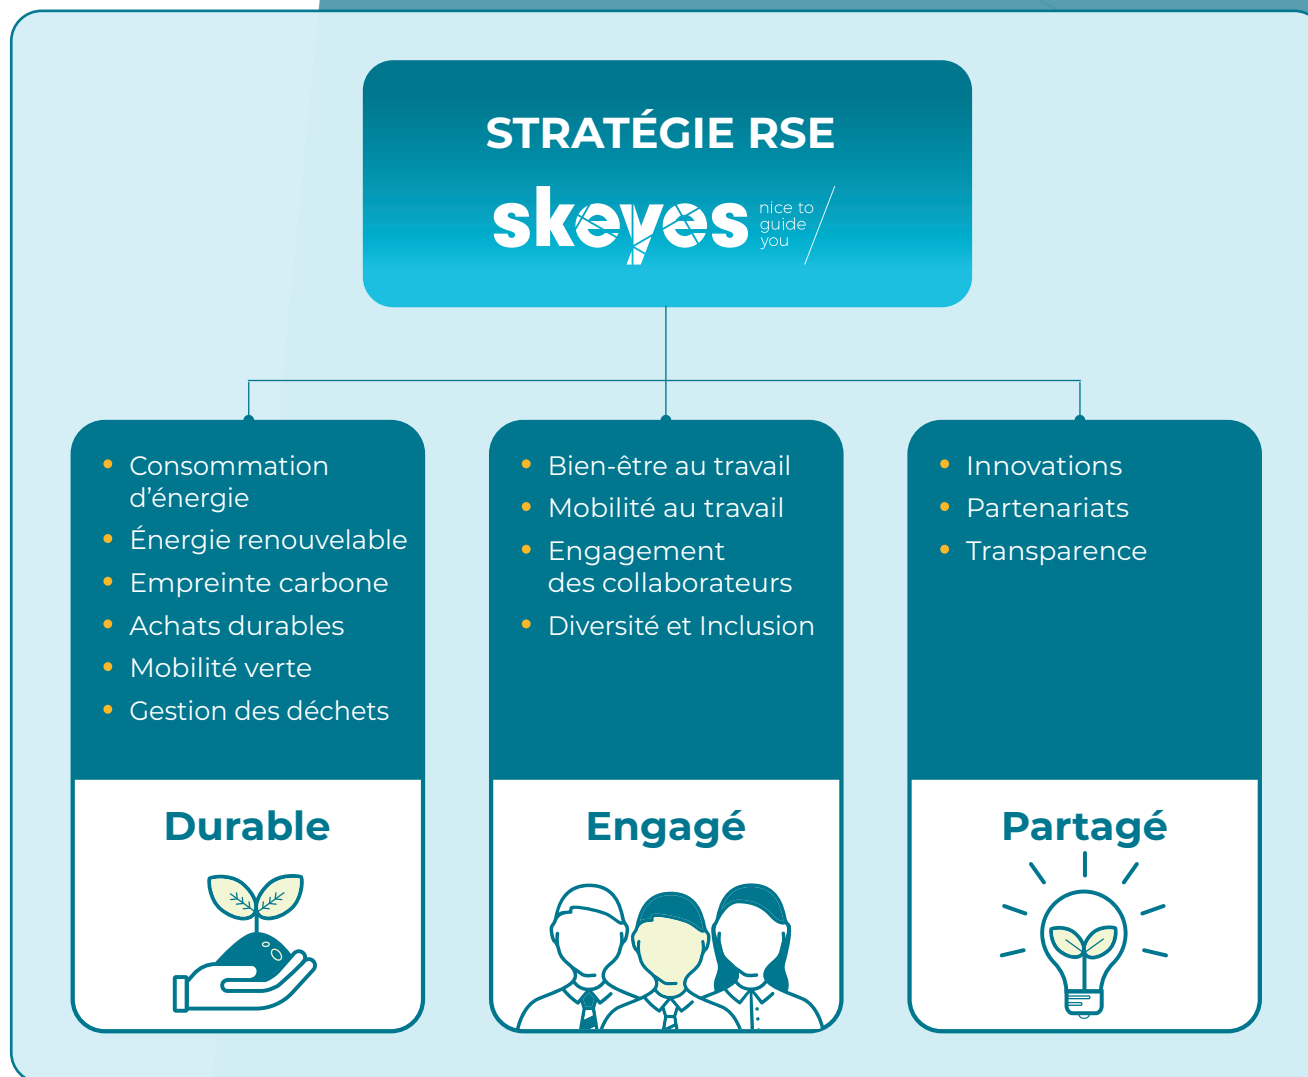 STRATÉGIE RSE
skeyes
nice to
guide
you
• Consommation
d’énergie
• Énergie renouvelable
• Empreinte carbone
• Achats durables
• Mobilité verte
• Gestion des déchets
Durable
• Bien-être au travail
• Mobilité au travail
• Engagement
des collaborateurs
• Diversité et Inclusion
Engagé
• Innovations
• Partenariats
• Transparence
Partagé